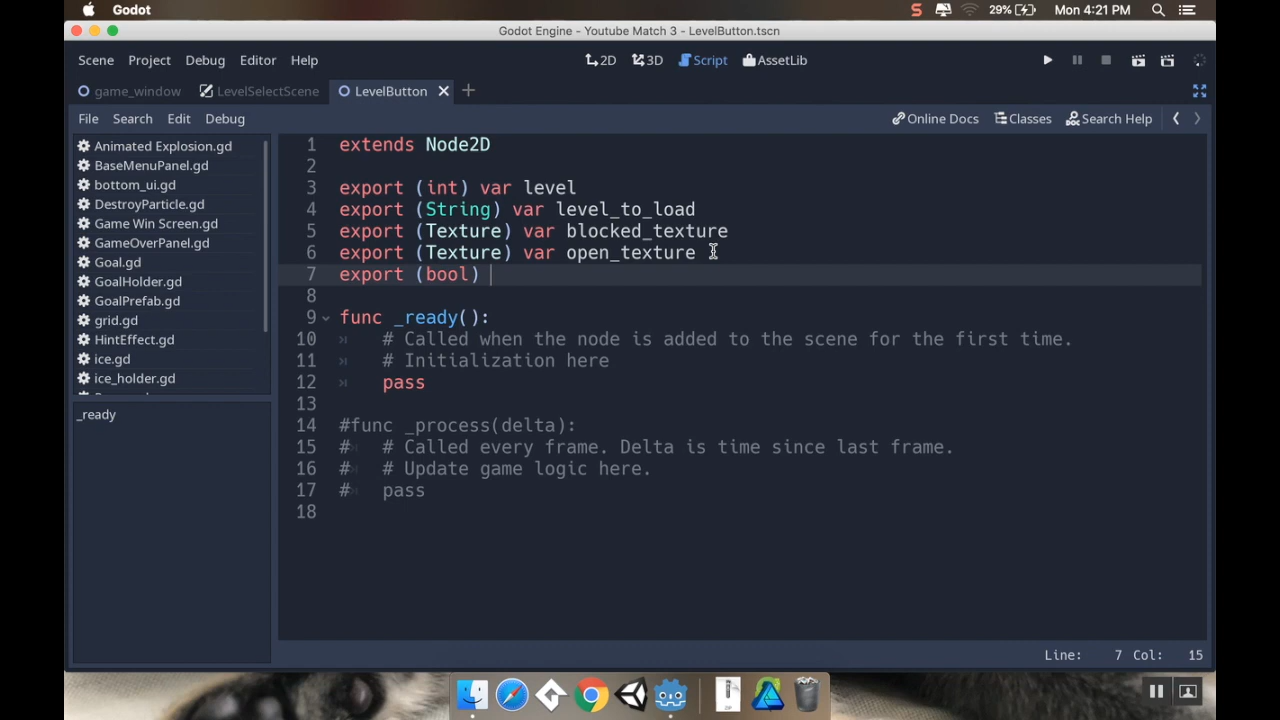 Godot
29%
Mon 4:21 PM
Godot Engine - Youtube Match 3 - LevelButton.tscn
Scene Project Debug Editor Help
2D 3D Script AssetLib
game_window LevelSelectScene LevelButton
File Search Edit Debug
Online Docs Classes Search Help
Animated Explosion.gd
BaseMenuPanel.gd
bottom_ui.gd
DestroyParticle.gd
Game Win Screen.gd
GameOverPanel.gd
Goal.gd
GoalHolder.gd
GoalPrefab.gd
grid.gd
HintEffect.gd
ice.gd
ice_holder.gd
_ready
1 extends Node2D
2
3 export (int) var level
4 export (String) var level_to_load
5 export (Texture) var blocked_texture
6 export (Texture) var open_texture
7 export (bool)
8
9 func _ready():
10 # Called when the node is added to the scene for the first time.
11 # Initialization here
12 pass
13
14 #func _process(delta):
15 # # Called every frame. Delta is time since last frame.
16 # # Update game logic here.
17 # pass
18
Line: 7 Col: 15